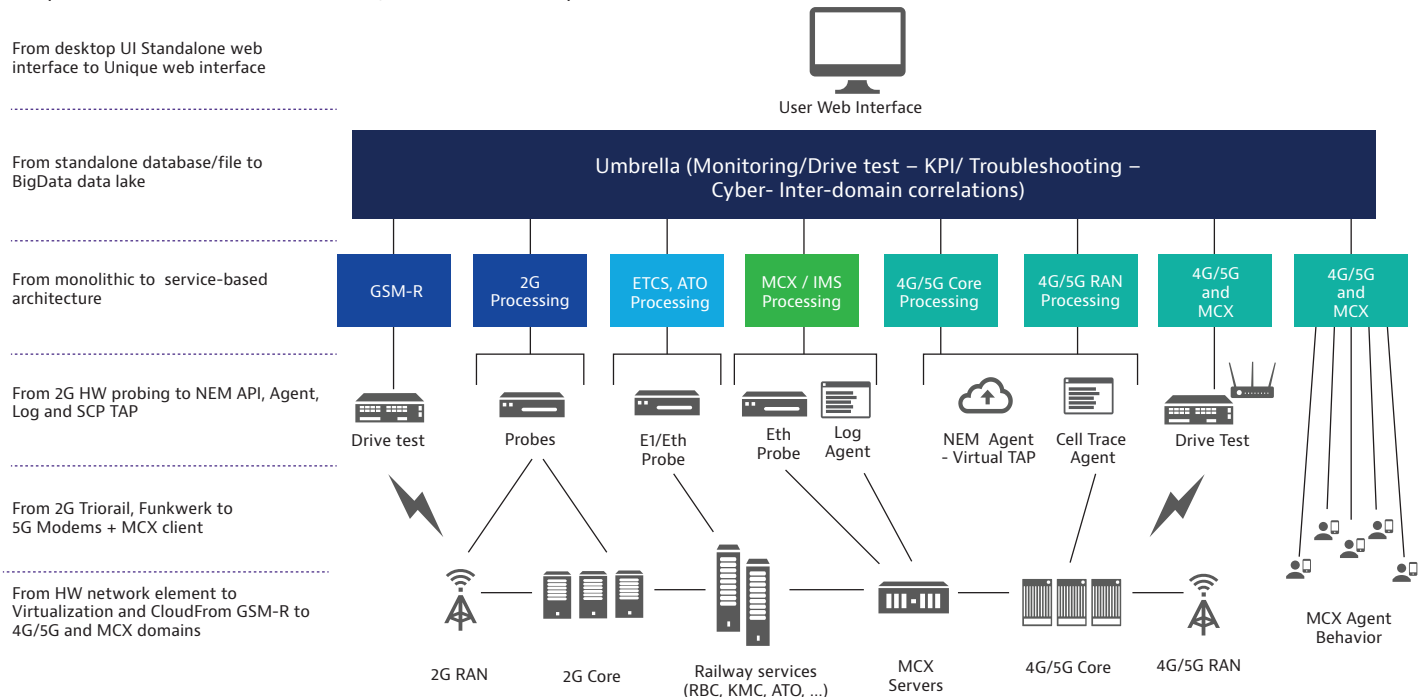 From desktop UI Standalone web
interface to Unique web interface
User Web Interface
From standalone database/file to
BigData data lake
Umbrella (Monitoring/Drive test – KPI/ Troubleshooting –
Cyber- Inter-domain correlations)
From monolithic to service-based
architecture
GSM-R
2G
Processing
ETCS, ATO
Processing
MCX / IMS
Processing
4G/5G Core
Processing
4G/5G RAN
Processing
4G/5G
and
MCX
4G/5G
and
MCX
From 2G HW probing to NEM API, Agent,
Log and SCP TAP
Drive test
Probes
E1/Eth
Probe
Eth
Probe
Log
Agent
NEM Agent
- Virtual TAP
Cell Trace
Agent
Drive Test
From 2G Triorail, Funkwerk to
5G Modems + MCX client
From HW network element to
Virtualization and CloudFrom GSM-R to
4G/5G and MCX domains
2G RAN
2G Core
Railway services
(RBC, KMC, ATO, ...)
MCX
Servers
4G/5G Core
4G/5G RAN
MCX Agent
Behavior